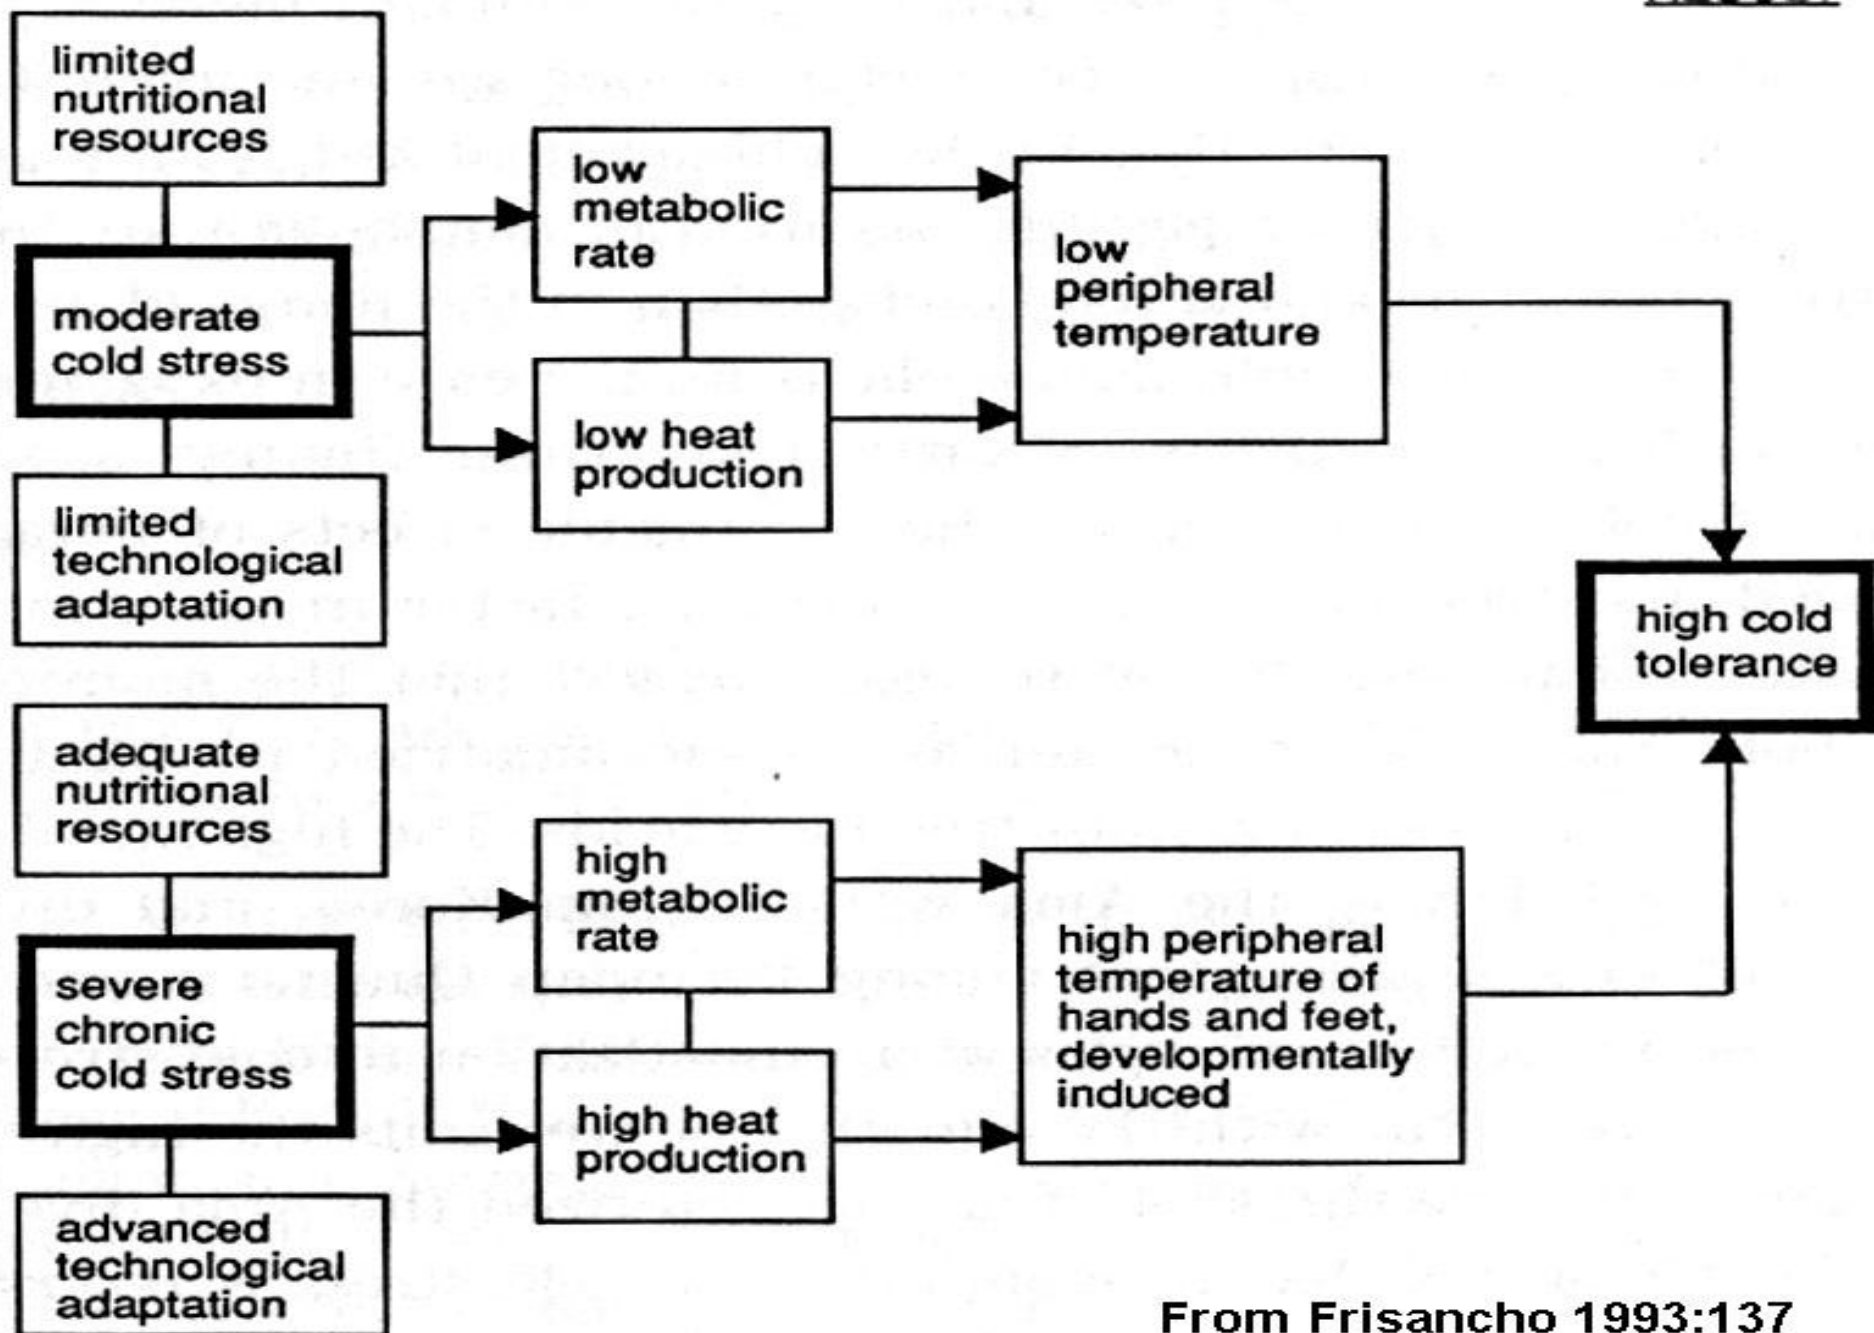 limited
nutritional
resources
moderate
cold stress
limited
technological
adaptation
low
metabolic
rate
low heat
production
low
peripheral
temperature
high cold
tolerance
adequate
nutritional
resources
severe
chronic
cold stress
advanced
technological
adaptation
high
metabolic
rate
high heat
production
high peripheral
temperature of
hands and feet,
developmentally
induced
From Frisancho 1993:137